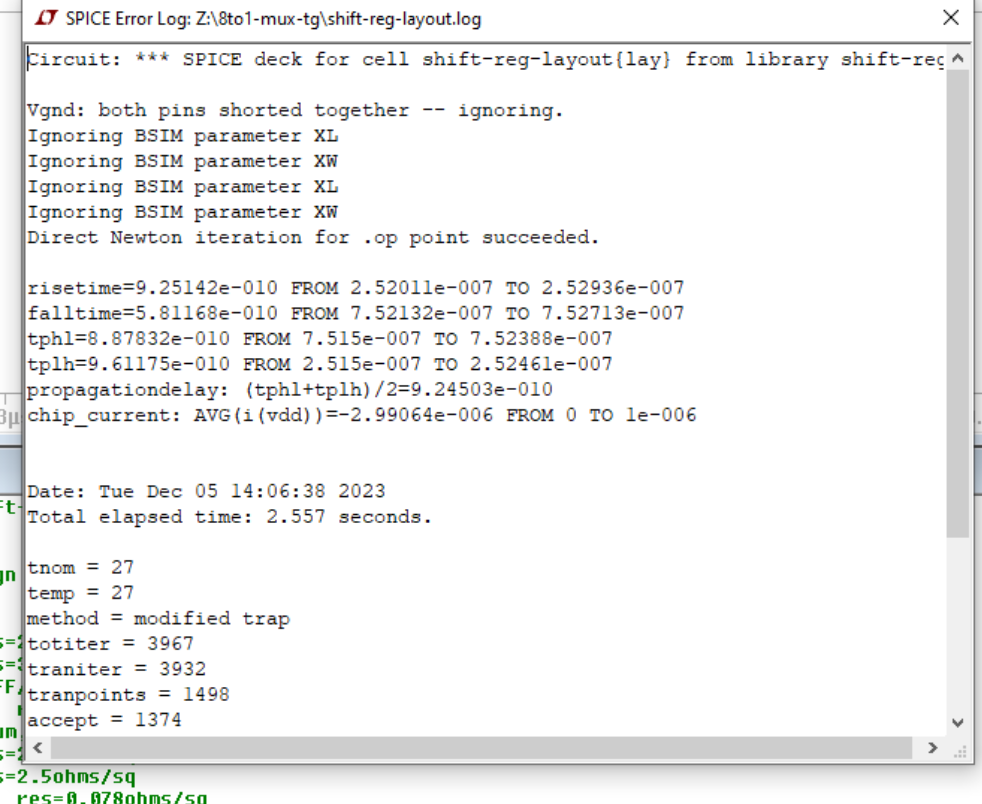 SPICE Error Log: Z:\8to1-mux-tg\shift-reg-layout.log
Circuit: *** SPICE deck for cell shift-reg-layout{lay} from library shift-reg
Vgnd: both pins shorted together -- ignoring.
Ignoring BSIM parameter XL
Ignoring BSIM parameter XW
Ignoring BSIM parameter XL
Ignoring BSIM parameter XW
Direct Newton iteration for .op point succeeded.
risetime=9.25142e-010 FROM 2.52011e-007 TO 2.52936e-007
falltime=5.81168e-010 FROM 7.52132e-007 TO 7.52713e-007
tphl=8.87832e-010 FROM 7.515e-007 TO 7.52388e-007
tplh=9.61175e-010 FROM 2.515e-007 TO 2.52461e-007
propagationdelay: (tphl+tplh)/2=9.24503e-010
chip_current: AVG(i(vdd))=-2.99064e-006 FROM 0 TO 1e-006
Date: Tue Dec 05 14:06:38 2023
Total elapsed time: 2.557 seconds.
tnom = 27
temp = 27
method = modified trap
totiter = 3967
traniter = 3932
tranpoints = 1498
accept = 1374
s=2.5ohms/sq
res=0.078ohms/sq